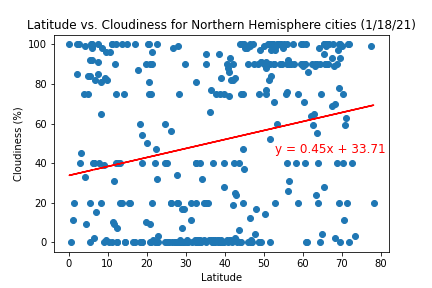 Latitude vs. Cloudiness for Northern Hemisphere cities (1/18/21)
100
80
60
40
20
0
Cloudiness (%)
y = 0.45x + 33.71
0 10 20 30 40 50 60 70 80
Latitude